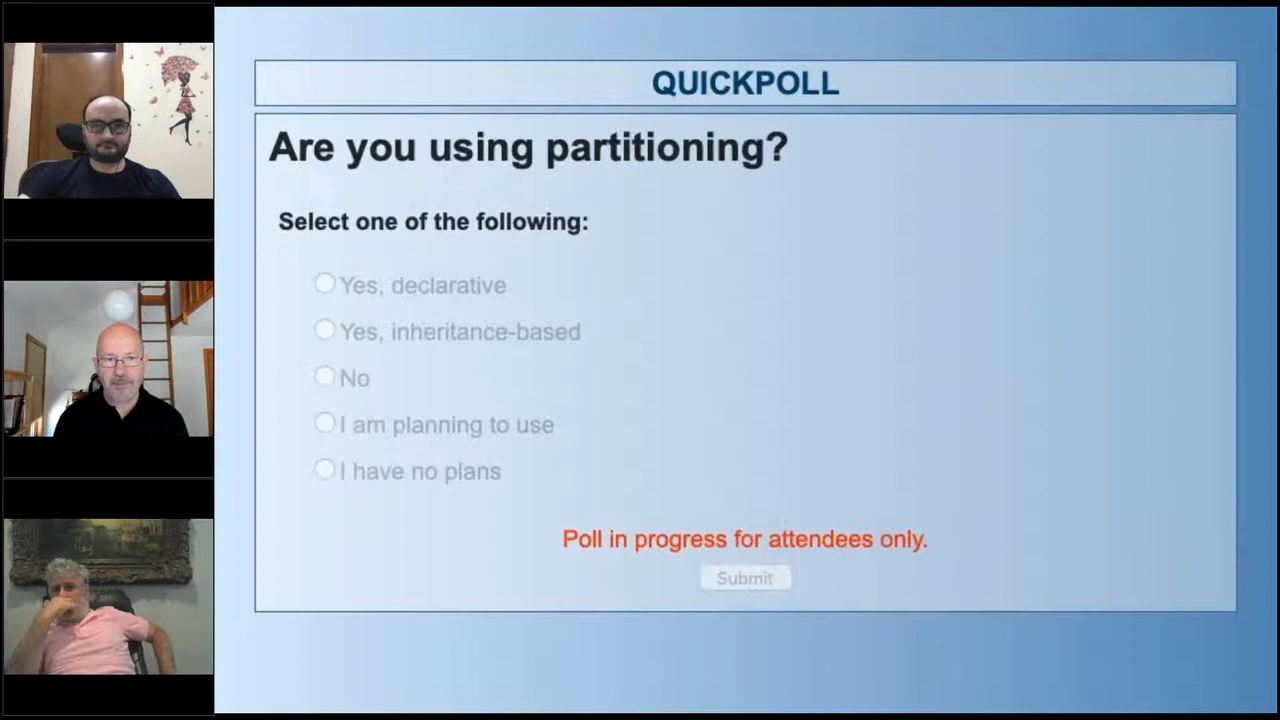 QUICKPOLL
Are you using partitioning?
Select one of the following:
Yes, declarative
Yes, inheritance-based
No
I am planning to use
I have no plans
Poll in progress for attendees only.
Submit